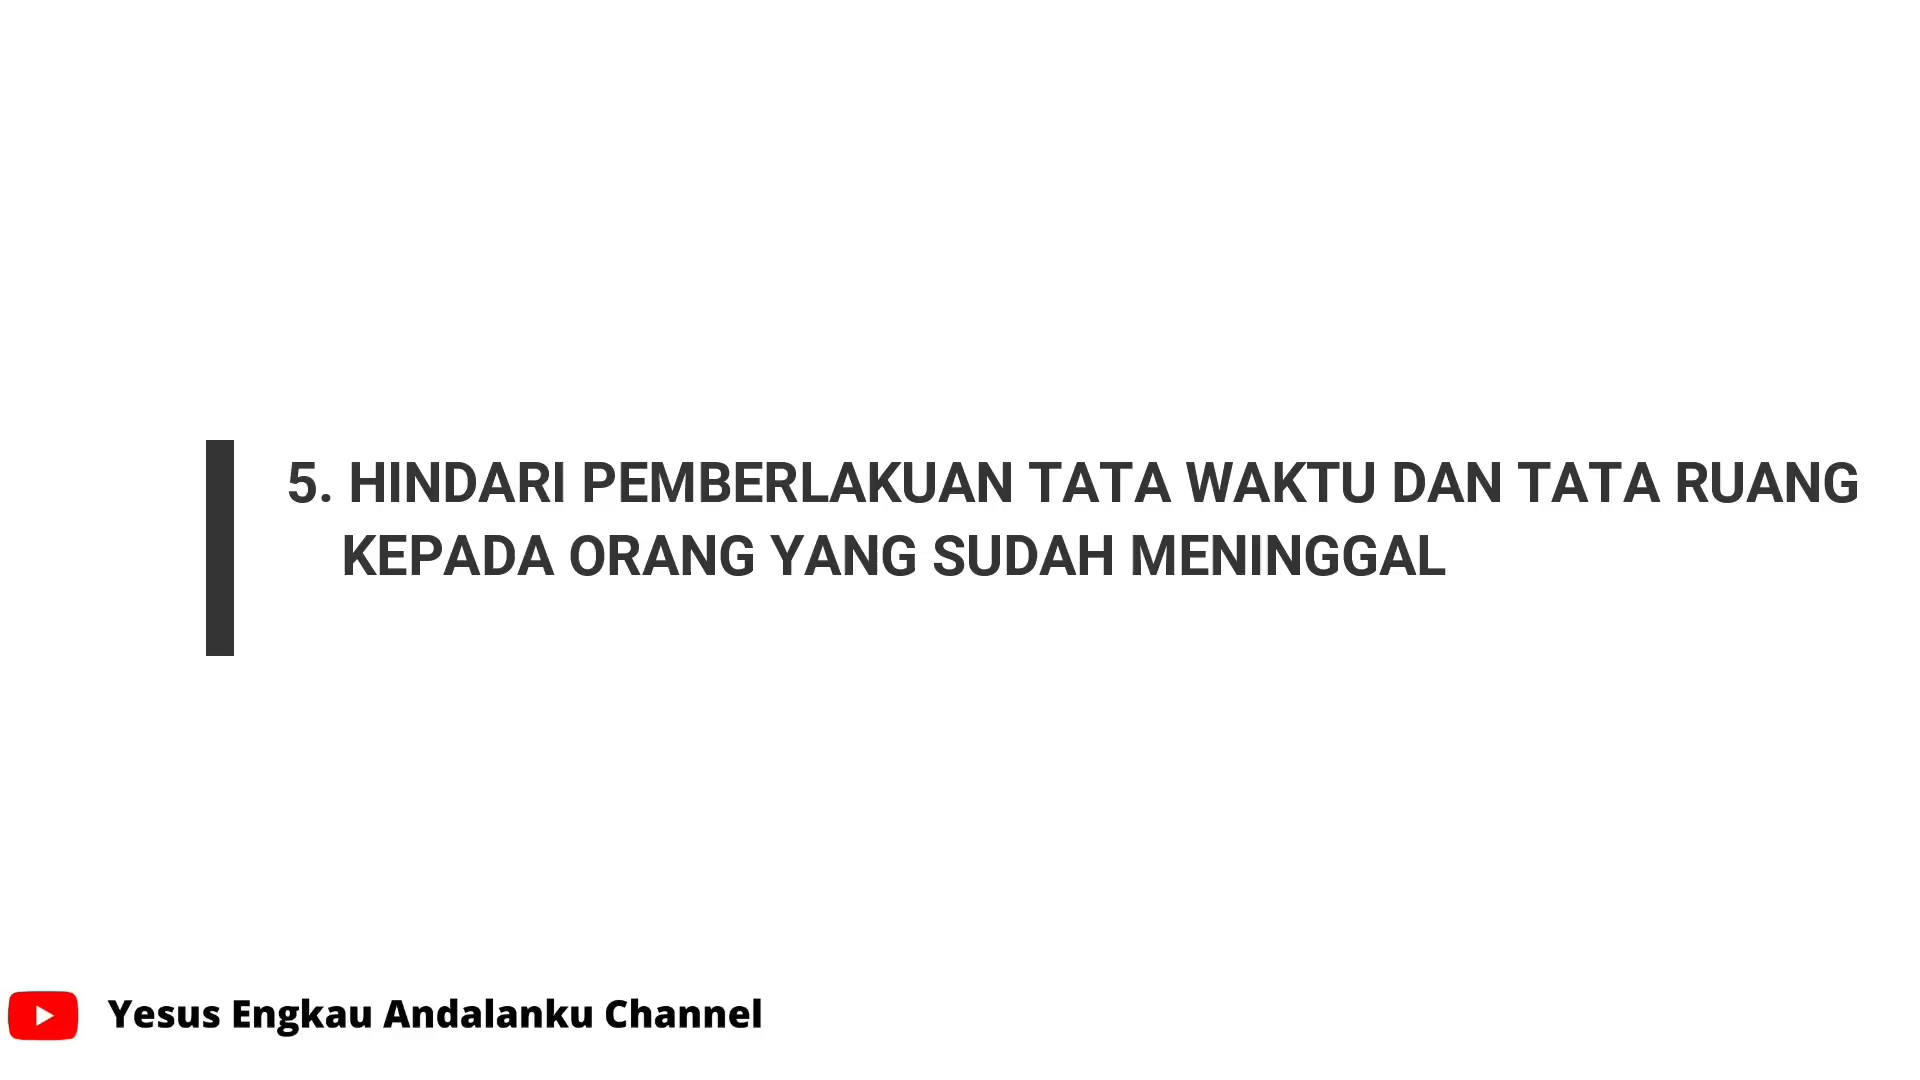 5. HINDARI PEMBERLAKUAN TATA WAKTU DAN TATA RUANG
KEPADA ORANG YANG SUDAH MENINGGAL
Yesus Engkau Andalanku Channel